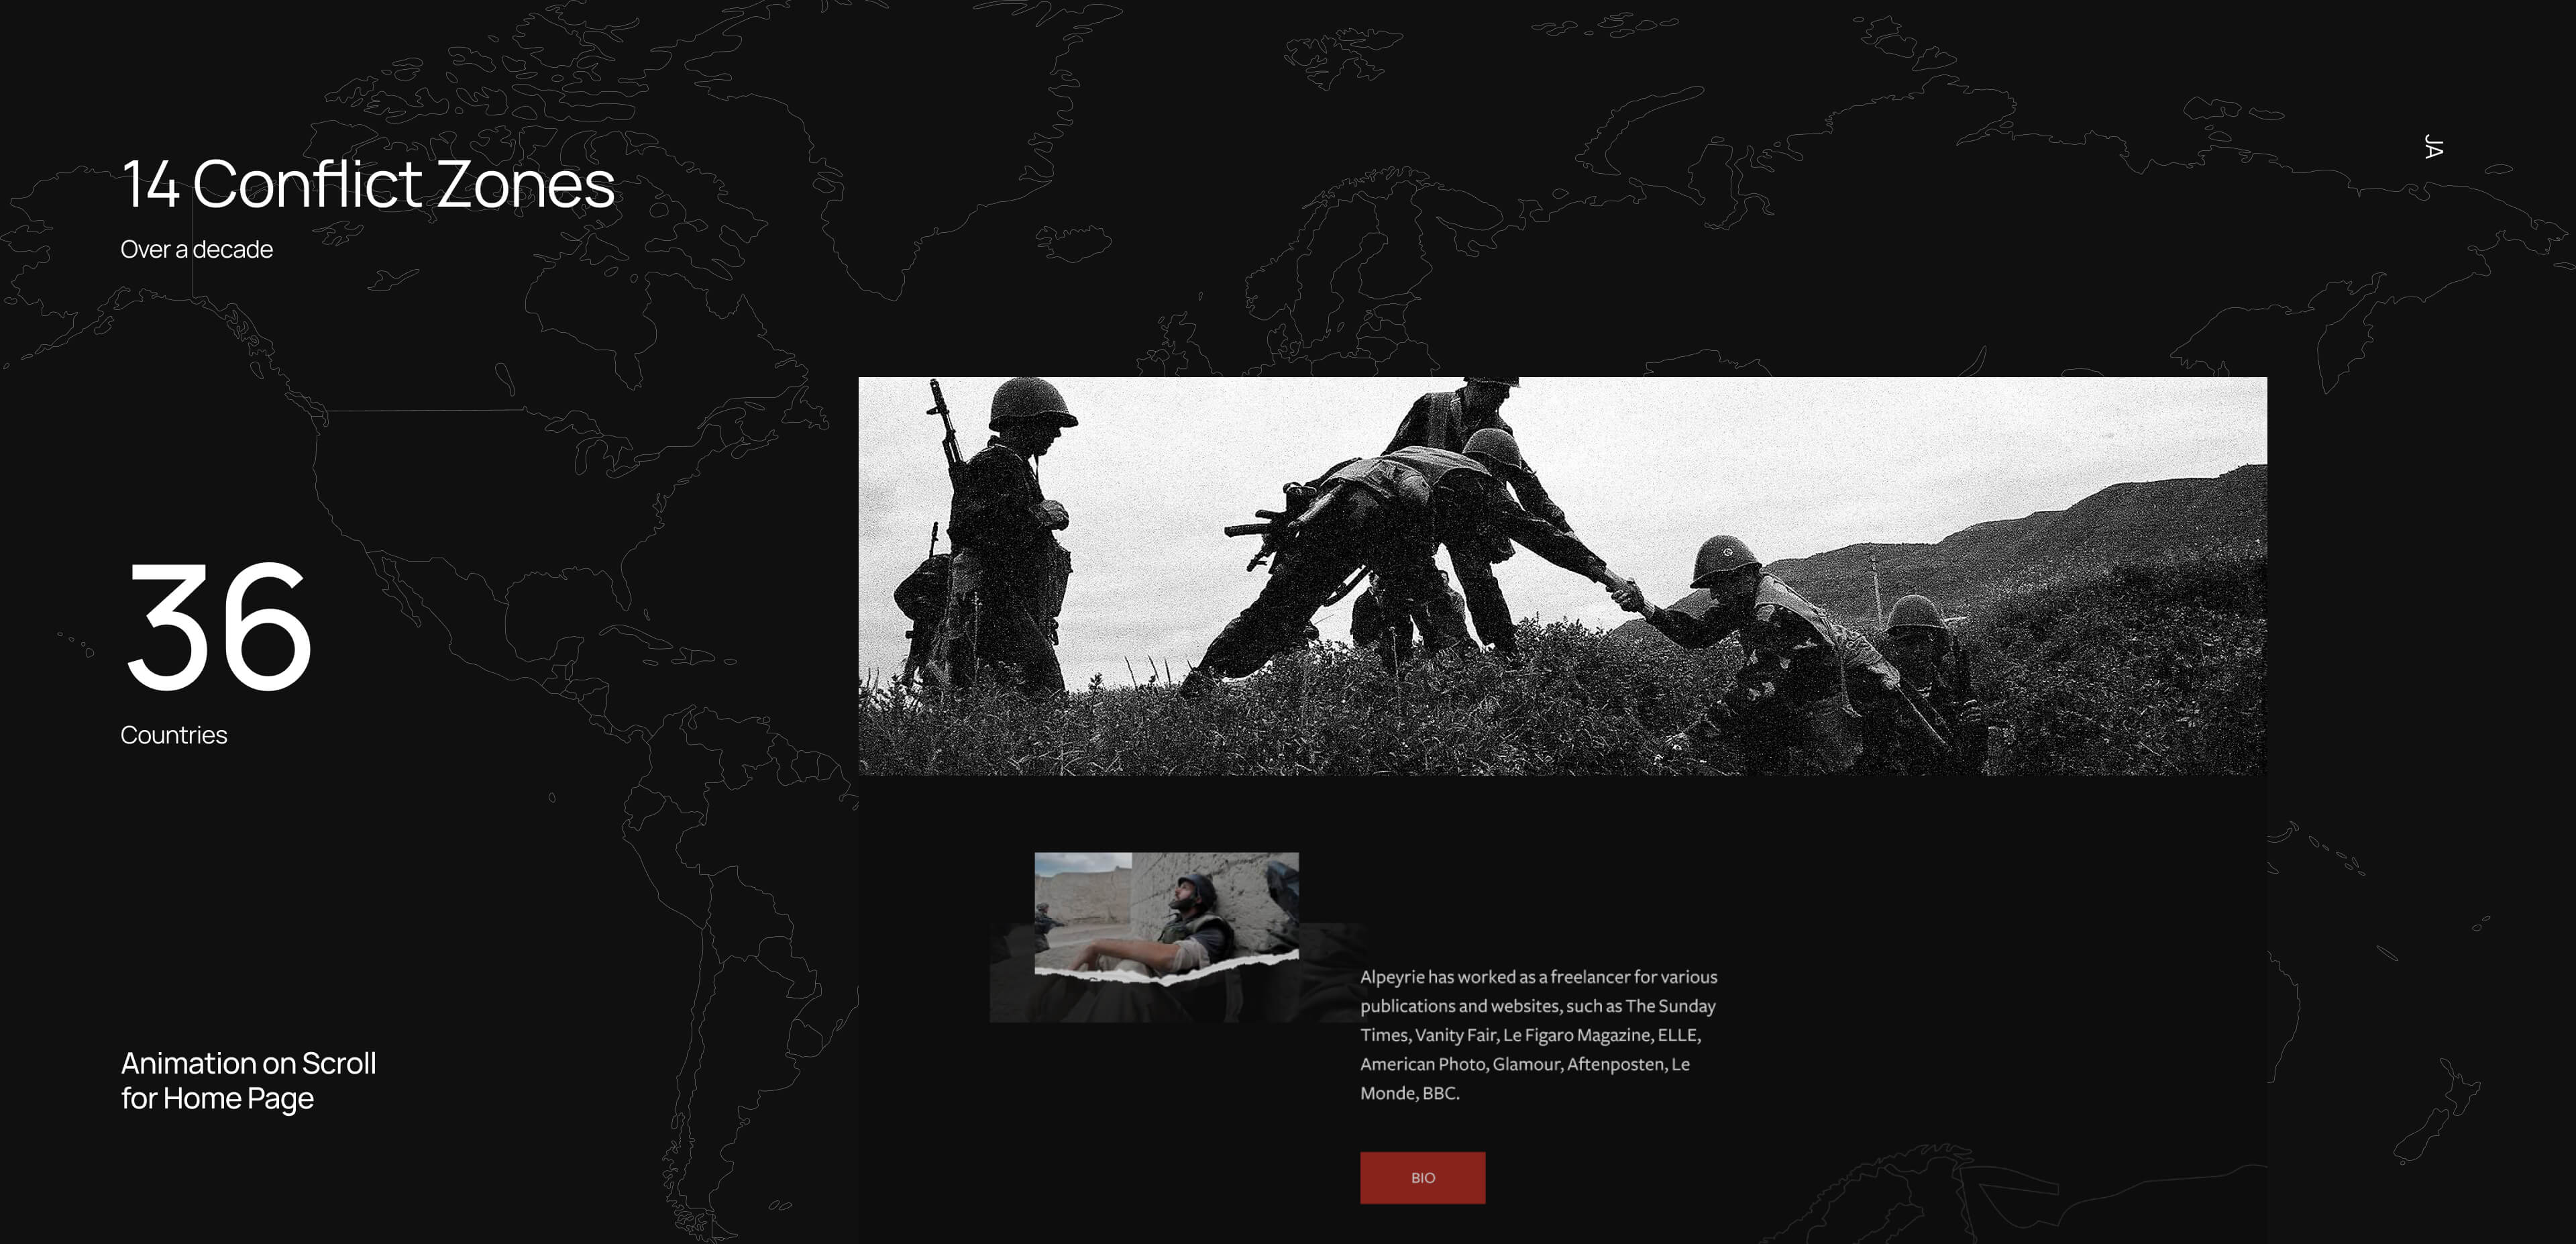 14 Conflict Zones
Over a decade
JA
36
Countries
Animation on Scroll
for Home Page
Alpeyrie has worked as a freelancer for various
publications and websites, such as The Sunday
Times, Vanity Fair, Le Figaro Magazine, ELLE,
American Photo, Glamour, Aftenposten, Le
Monde, BBC.
BIO